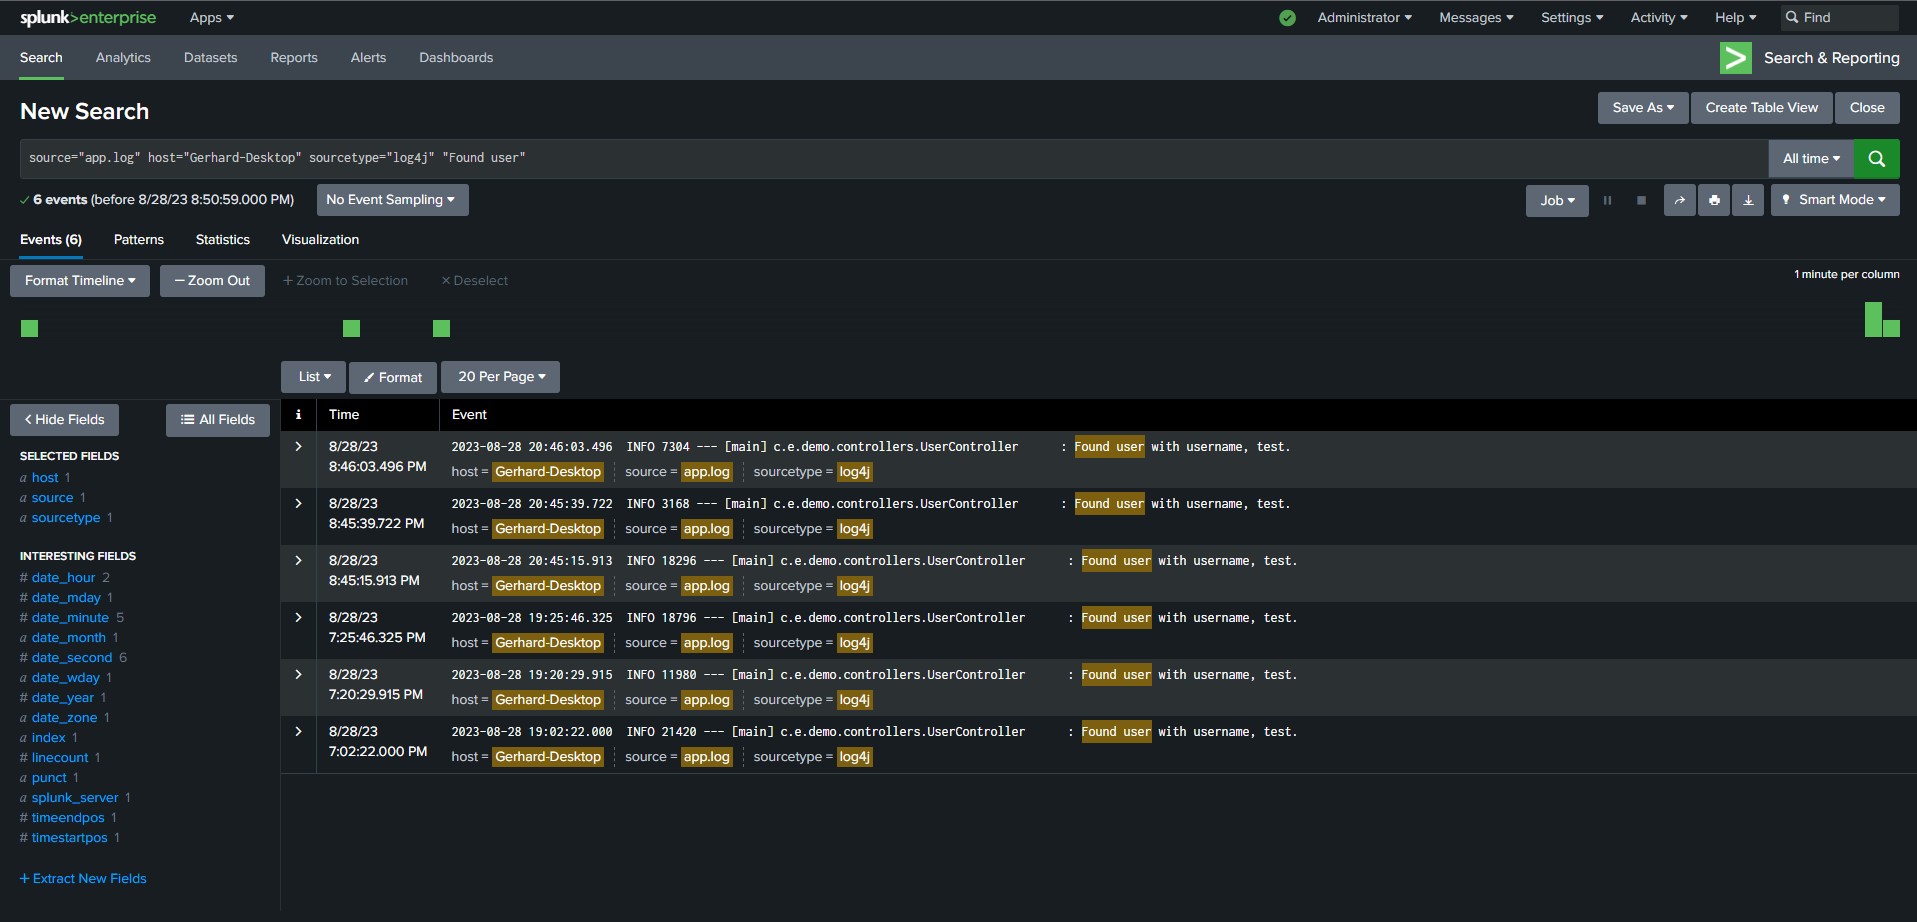 splunk>enterprise Apps Administrator Messages Settings Activity Help Find
Search Analytics Datasets Reports Alerts Dashboards Search & Reporting
New Search Save As Create Table View Close
source="app.log" host="Gerhard-Desktop" sourcetype="log4j" "Found user" All time
6 events (before 8/28/23 8:50:59.000 PM) No Event Sampling Job Smart Mode
Events (6) Patterns Statistics Visualization
Format Timeline — Zoom Out + Zoom to Selection × Deselect 1 minute per column
List Format 20 Per Page
< Hide Fields All Fields
i Time Event
SELECTED FIELDS
a host 1
a source 1
a sourcetype 1
INTERESTING FIELDS
# date_hour 2
# date_mday 1
# date_minute 5
a date_month 1
# date_second 6
a date_wday 1
# date_year 1
a date_zone 1
a index 1
# linecount 1
a punct 1
a splunk_server 1
# timeendpos 1
# timestartpos 1
+ Extract New Fields
8/28/23 2023-08-28 20:46:03.496 INFO 7304 --- [main] c.e.demo.controllers.UserController : Found user with username, test.
8:46:03.496 PM host = Gerhard-Desktop source = app.log sourcetype = log4j
8/28/23 2023-08-28 20:45:39.722 INFO 3168 --- [main] c.e.demo.controllers.UserController : Found user with username, test.
8:45:39.722 PM host = Gerhard-Desktop source = app.log sourcetype = log4j
8/28/23 2023-08-28 20:45:15.913 INFO 18296 --- [main] c.e.demo.controllers.UserController : Found user with username, test.
8:45:15.913 PM host = Gerhard-Desktop source = app.log sourcetype = log4j
8/28/23 2023-08-28 19:25:46.325 INFO 18796 --- [main] c.e.demo.controllers.UserController : Found user with username, test.
7:25:46.325 PM host = Gerhard-Desktop source = app.log sourcetype = log4j
8/28/23 2023-08-28 19:20:29.915 INFO 11980 --- [main] c.e.demo.controllers.UserController : Found user with username, test.
7:20:29.915 PM host = Gerhard-Desktop source = app.log sourcetype = log4j
8/28/23 2023-08-28 19:02:22.000 INFO 21420 --- [main] c.e.demo.controllers.UserController : Found user with username, test.
7:02:22.000 PM host = Gerhard-Desktop source = app.log sourcetype = log4j